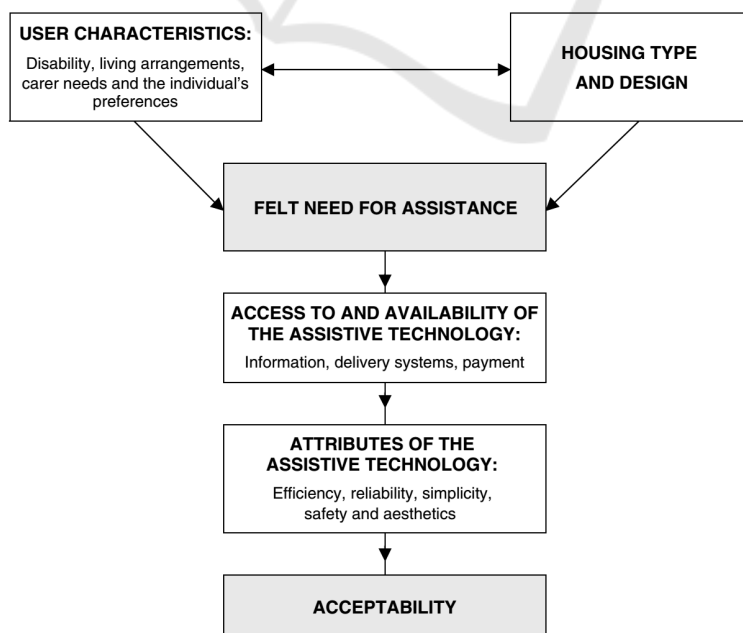 USER CHARACTERISTICS:
Disability, living arrangements,
carer needs and the individual's
preferences
HOUSING TYPE
AND DESIGN
FELT NEED FOR ASSISTANCE
ACCESS TO AND AVAILABILITY OF
THE ASSISTIVE TECHNOLOGY:
Information, delivery systems, payment
ATTRIBUTES OF THE
ASSISTIVE TECHNOLOGY:
Efficiency, reliability, simplicity,
safety and aesthetics
ACCEPTABILITY